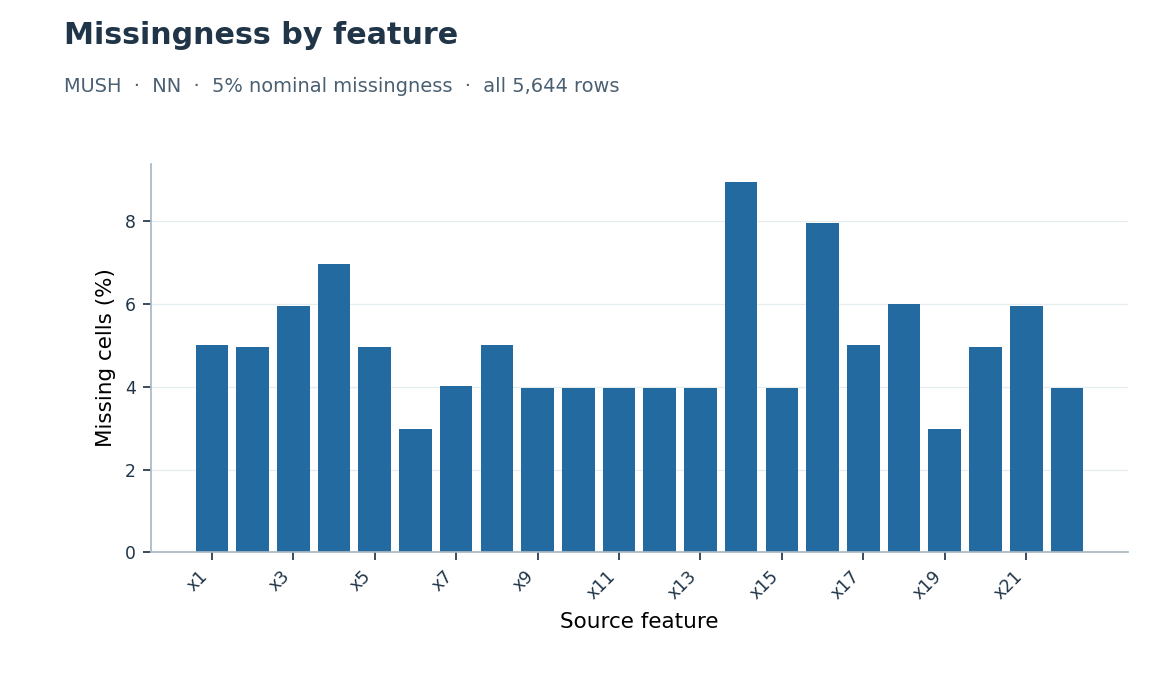 Missingness by feature
MUSH · NN · 5% nominal missingness · all 5,644 rows
Missing cells (%)
8
6
4
2
0
x1 x3 x5 x7 x9 x11 x13 x15 x17 x19 x21
Source feature